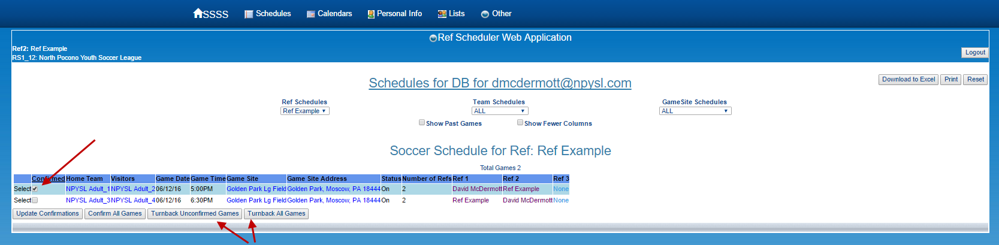 SSSS Schedules Calendars Personal Info Lists Other
Ref Scheduler Web Application
Ref2: Ref Example
RS1_12: North Pocono Youth Soccer League
Logout
Schedules for DB for dmcdermott@npysl.com
Download to Excel Print Reset
Ref Schedules Team Schedules GameSite Schedules
Ref Example ALL ALL
Show Past Games Show Fewer Columns
Soccer Schedule for Ref: Ref Example
Total Games 2
Confirmed Home Team Visitors Game Date Game Time Game Site Game Site Address Status Number of Refs Ref 1 Ref 2 Ref 3
Select NPYSL Adult_1 NPYSL Adult_2 06/12/16 5:00PM Golden Park Lg Field Golden Park, Moscow, PA 18444 On 2 David McDermott Ref Example None
Select NPYSL Adult_3 NPYSL Adult_4 06/12/16 6:30PM Golden Park Lg Field Golden Park, Moscow, PA 18444 On 2 Ref Example David McDermott None
Update Confirmations Confirm All Games Turnback Unconfirmed Games Turnback All Games